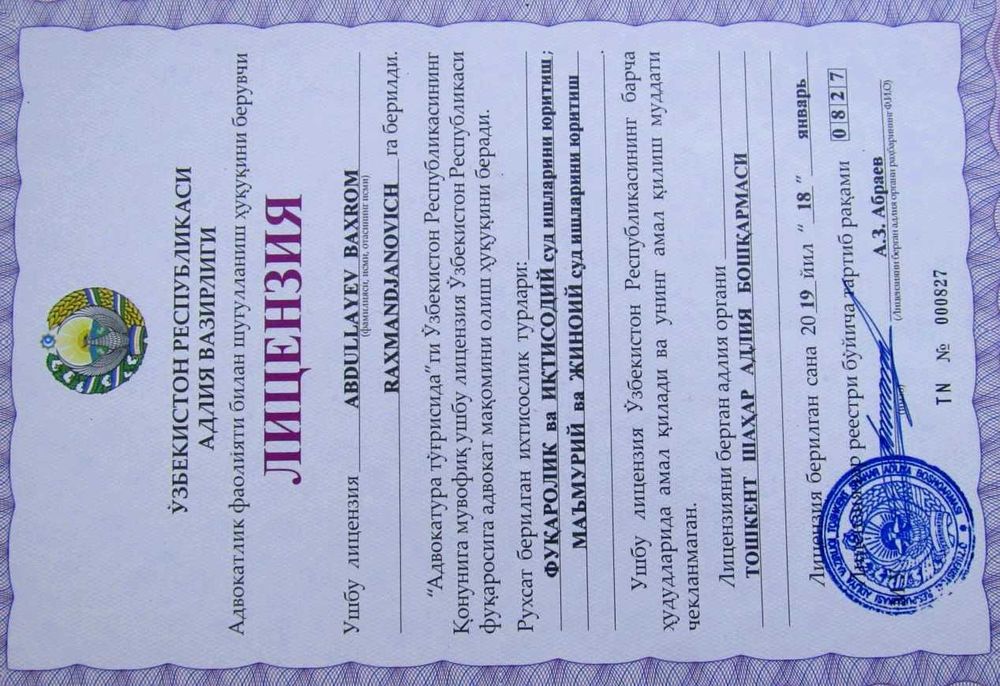 ЎЗБЕКИСТОН РЕСПУБЛИКАСИ
АДЛИЯ ВАЗИРЛИГИ
Адвокатлик фаолияти билан шуғулланиш ҳуқуқини берувчи
ЛИЦЕНЗИЯ
Ушбу лицензия ABDULLAYEV BAXROM
(фамилияси, исми, отасининг исми)
RAXMANDJANOVICH га берилди.
“Адвокатура тўғрисида”ги Ўзбекистон Республикасининг
Қонунига мувофиқ ушбу лицензия Ўзбекистон Республикаси
фуқаросига адвокат мақомини олиш ҳуқуқини беради.
Рухсат берилган ихтисослик турлари:
ФУҚАРОЛИК ва ИҚТИСОДИЙ суд ишларини юритиш;
МАЪМУРИЙ ва ЖИНОИЙ суд ишларини юритиш
Ушбу лицензия Ўзбекистон Республикасининг барча
ҳудудларида амал қилади ва унинг амал қилиш муддати
чекланмаган.
Лицензияни берган адлия органи
ТОШКЕНТ ШАҲАР АДЛИЯ БОШҚАРМАСИ
Лицензия берилган сана 2019 йил “ 18 ” январь
реестри бўйича тартиб рақами 0827
А.З. Абраев
(Лицензияни берган адлия органи раҳбарининг Ф.И.О)
TN № 000827